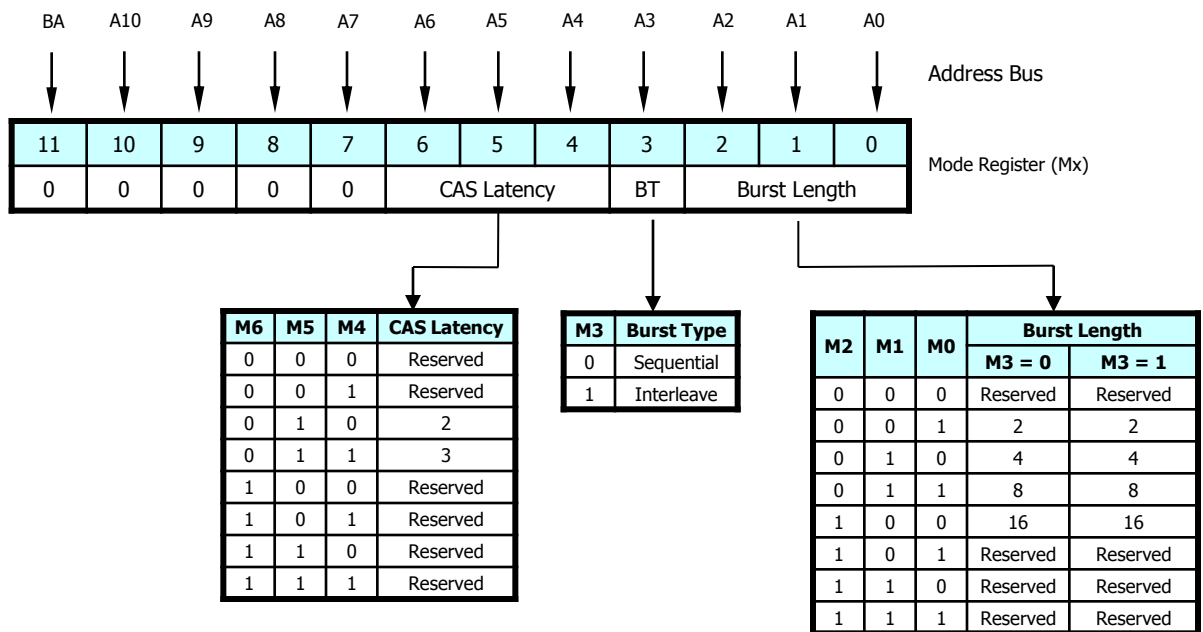 BA A10 A9 A8 A7 A6 A5 A4 A3 A2 A1 A0
Address Bus
11 10 9 8 7 6 5 4 3 2 1 0
Mode Register (Mx)
0 0 0 0 0 CAS Latency BT Burst Length
M6 M5 M4 CAS Latency
0 0 0 Reserved
0 0 1 Reserved
0 1 0 2
0 1 1 3
1 0 0 Reserved
1 0 1 Reserved
1 1 0 Reserved
1 1 1 Reserved
M3 Burst Type
0 Sequential
1 Interleave
M2 M1 M0 Burst Length
M3 = 0 M3 = 1
0 0 0 Reserved Reserved
0 0 1 2 2
0 1 0 4 4
0 1 1 8 8
1 0 0 16 16
1 0 1 Reserved Reserved
1 1 0 Reserved Reserved
1 1 1 Reserved Reserved